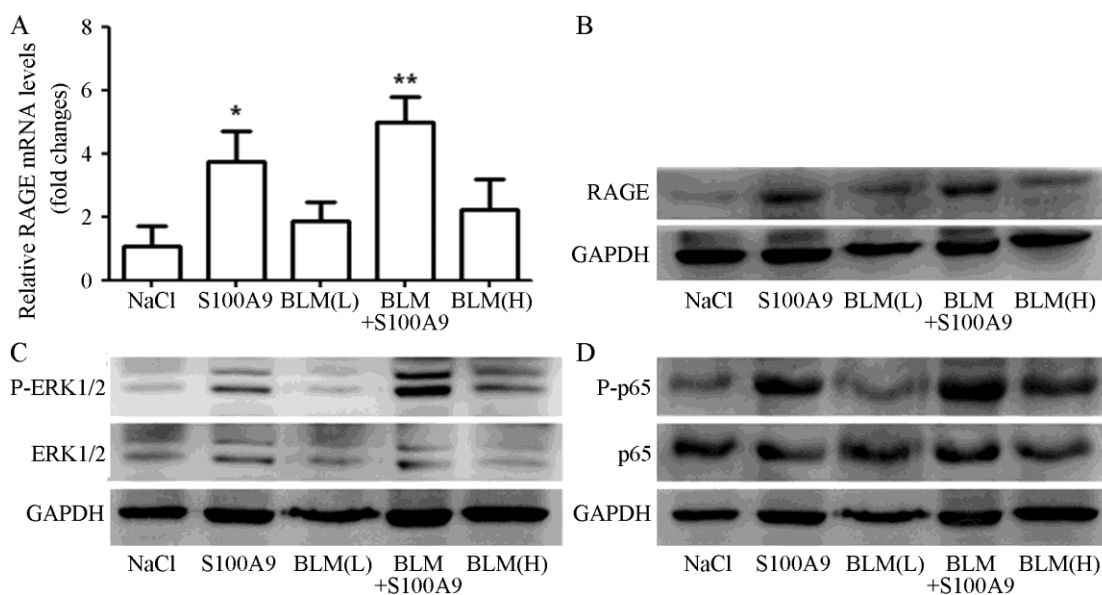 A
Relative RAGE mRNA levels
(fold changes)
8
6
4
2
0
*
**
NaCl
S100A9
BLM(L)
BLM
+S100A9
BLM(H)
B
RAGE
GAPDH
NaCl
S100A9
BLM(L)
BLM
+S100A9
BLM(H)
C
P-ERK1/2
ERK1/2
GAPDH
NaCl
S100A9
BLM(L)
BLM
+S100A9
BLM(H)
D
P-p65
p65
GAPDH
NaCl
S100A9
BLM(L)
BLM
+S100A9
BLM(H)